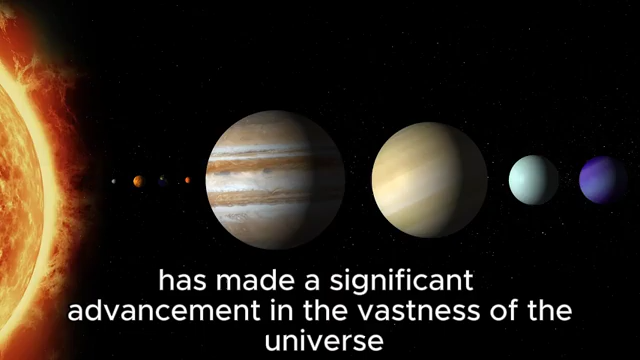 has made a significant
advancement in the vastness of the
universe